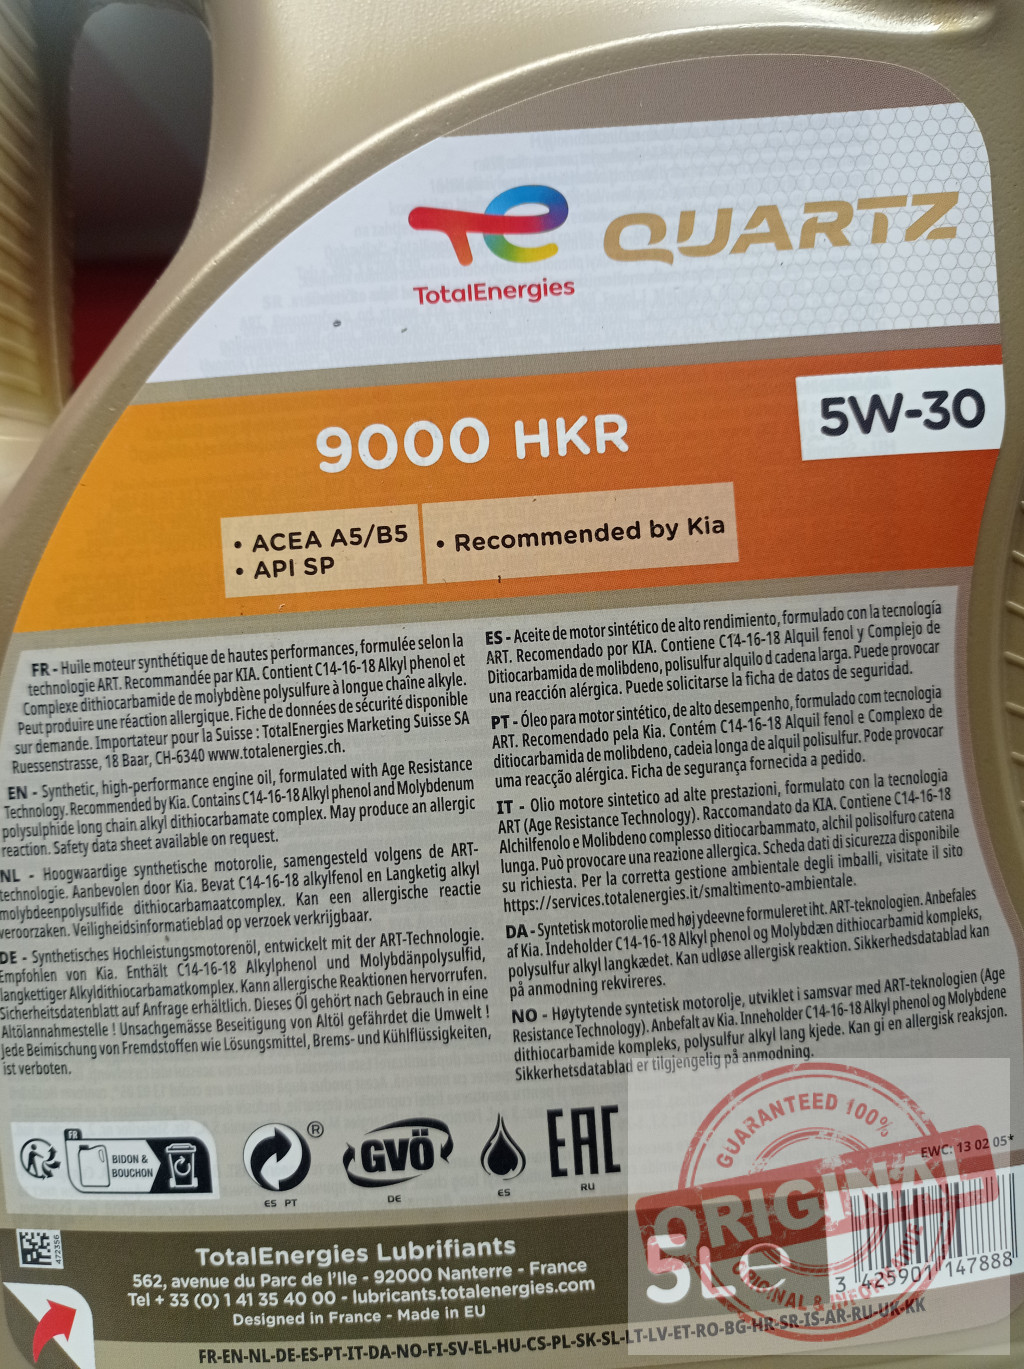 TotalEnergies
QUARTZ
9000 HKR
5W-30
• ACEA A5/B5
• API SP
• Recommended by Kia
FR - Huile moteur synthétique de hautes performances, formulée selon la
technologie ART. Recommandée par KIA. Contient C14-16-18 Alkyl phenol et
Complexe dithiocarbamide de molybdène polysulfure à longue chaîne alkyle.
Peut produire une réaction allergique. Fiche de données de sécurité disponible
sur demande. Importateur pour la Suisse : TotalEnergies Marketing Suisse SA
Ruessenstrasse, 18 Baar, CH-6340 www.totalenergies.ch.
EN - Synthetic, high-performance engine oil, formulated with Age Resistance
Technology. Recommended by Kia. Contains C14-16-18 Alkyl phenol and Molybdenum
polysulphide long chain alkyl dithiocarbamate complex. May produce an allergic
reaction. Safety data sheet available on request.
NL - Hoogwaardige synthetische motorolie, samengesteld volgens de ART-
technologie. Aanbevolen door Kia. Bevat C14-16-18 alkylfenol en Langketig alkyl
molybdeenpolysulfide dithiocarbamaatcomplex. Kan een allergische reactie
veroorzaken. Veiligheidsinformatieblad op verzoek verkrijgbaar.
DE - Synthetisches Hochleistungsmotorenöl, entwickelt mit der ART-Technologie.
Empfohlen von Kia. Enthält C14-16-18 Alkylphenol und Molybdänpolysulfid,
langkettiger Alkyldithiocarbamatkomplex. Kann allergische Reaktionen hervorrufen.
Sicherheitsdatenblatt auf Anfrage erhältlich. Dieses Öl gehört nach Gebrauch in eine
Altölannahmestelle ! Unsachgemässe Beseitigung von Altöl gefährdet die Umwelt !
Jede Beimischung von Fremdstoffen wie Lösungsmittel, Brems- und Kühlflüssigkeiten,
ist verboten.
ES - Aceite de motor sintético de alto rendimiento, formulado con la tecnología
ART. Recomendado por KIA. Contiene C14-16-18 Alquil fenol y Complejo de
Ditiocarbamida de molibdeno, polisulfur alquilo d cadena larga. Puede provocar
una reacción alérgica. Puede solicitarse la ficha de datos de seguridad.
PT - Óleo para motor sintético, de alto desempenho, formulado com tecnologia
ART. Recomendado pela Kia. Contém C14-16-18 Alquil fenol e Complexo de
ditiocarbamida de molibdeno, cadeia longa de alquil polisulfur. Pode provocar
uma reacção alérgica. Ficha de segurança fornecida a pedido.
IT - Olio motore sintetico ad alte prestazioni, formulato con la tecnologia
ART (Age Resistance Technology). Raccomandato da KIA. Contiene C14-16-18
Alchilfenolo e Molibdeno complesso ditiocarbammato, alchil polisolfuro catena
lunga. Può provocare una reazione allergica. Scheda dati di sicurezza disponibile
su richiesta. Per la corretta gestione ambientale degli imballi, visitate il sito
https://services.totalenergies.it/smaltimento-ambientale.
DA - Syntetisk motorolie med høj ydeevne formuleret iht. ART-teknologien. Anbefales
af Kia. Indeholder C14-16-18 Alkyl phenol og Molybdæn dithiocarbamid kompleks,
polysulfur alkyl langkædet. Kan udløse allergisk reaktion. Sikkerhedsdatablad kan
på anmodning rekvireres.
NO - Høytytende syntetisk motorolje, utviklet i samsvar med ART-teknologien (Age
Resistance Technology). Anbefalt av Kia. Inneholder C14-16-18 Alkyl phenol og Molybdene
dithiocarbamide kompleks, polysulfur alkyl lang kjede. Kan gi en allergisk reaksjon.
Sikkerhetsdatablad er tilgjengelig på anmodning.
FR
BIDON &
BOUCHON
®
ES PT
GVÖ
DE
ES
EAC
RU
EWC: 13 02 05*
GUARANTEED 100%
ORIGINAL
472356
TotalEnergies Lubrifiants
562, avenue du Parc de l'Ile - 92000 Nanterre - France
Tel + 33 (0) 1 41 35 40 00 - lubricants.totalenergies.com
Designed in France - Made in EU
5L e
3 425901 147888
FR-EN-NL-DE-ES-PT-IT-DA-NO-FI-SV-EL-HU-CS-PL-SK-SL-LT-LV-ET-RO-BG-HR-SR-IS-AR-RU-UK-KK